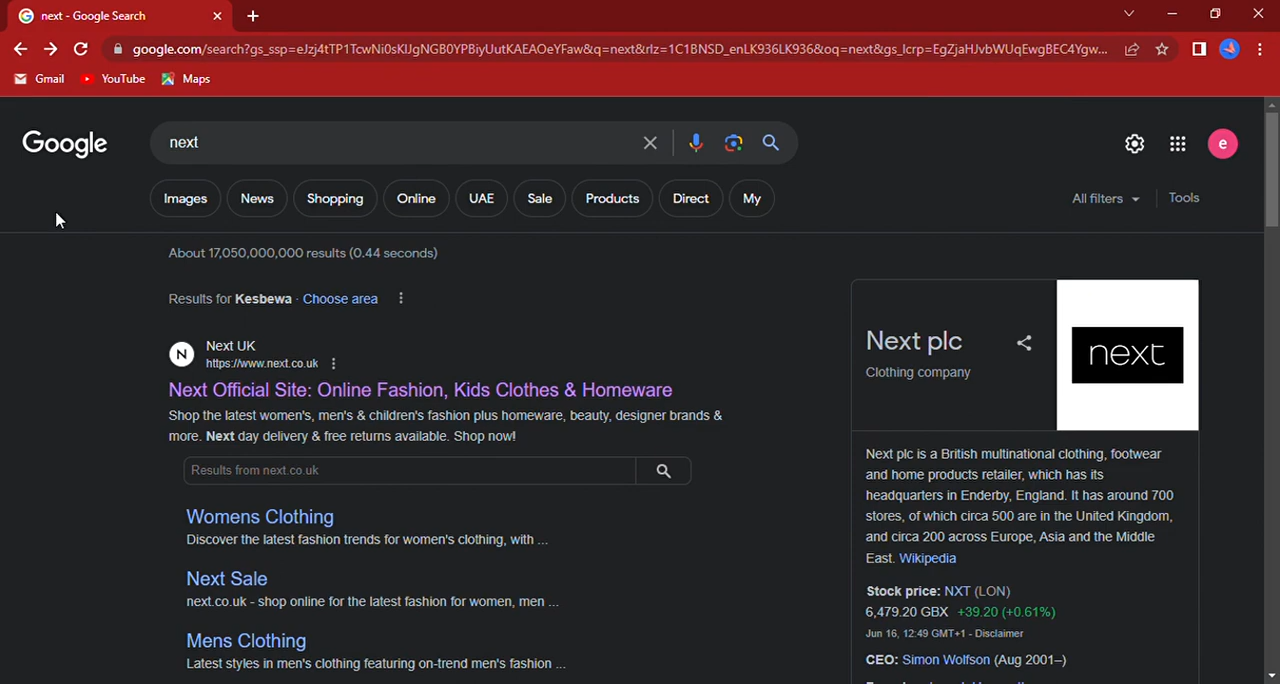 next - Google Search
google.com/search?gs_ssp=eJzj4tTP1TcwNi0sKlJgNGB0YPBiyUutKAEAOeYFaw&q=next&rlz=1C1BNSD_enLK936LK936&oq=next&gs_lcrp=EgZjaHJvbWUqEwgBEC4Ygw...
Gmail YouTube Maps
Google
next
e
Images News Shopping Online UAE Sale Products Direct My
All filters Tools
About 17,050,000,000 results (0.44 seconds)
Results for Kesbewa · Choose area
N
Next UK
https://www.next.co.uk
Next Official Site: Online Fashion, Kids Clothes & Homeware
Shop the latest women's, men's & children's fashion plus homeware, beauty, designer brands &
more. Next day delivery & free returns available. Shop now!
Results from next.co.uk
Womens Clothing
Discover the latest fashion trends for women's clothing, with ...
Next Sale
next.co.uk - shop online for the latest fashion for women, men ...
Mens Clothing
Latest styles in men's clothing featuring on-trend men's fashion ...
Next plc
Clothing company
next
Next plc is a British multinational clothing, footwear
and home products retailer, which has its
headquarters in Enderby, England. It has around 700
stores, of which circa 500 are in the United Kingdom,
and circa 200 across Europe, Asia and the Middle
East. Wikipedia
Stock price: NXT (LON)
6,479.20 GBX +39.20 (+0.61%)
Jun 16, 12:49 GMT+1 - Disclaimer
CEO: Simon Wolfson (Aug 2001–)